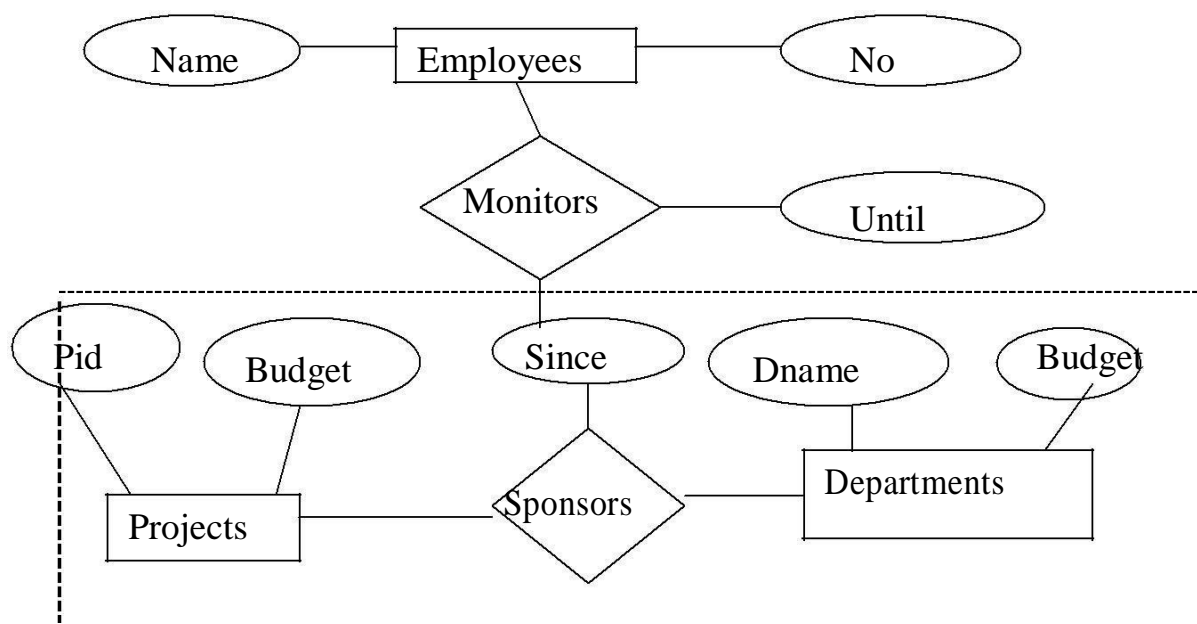 Name
Employees
No
Monitors
Until
Pid
Budget
Since
Dname
Budget
Projects
Sponsors
Departments